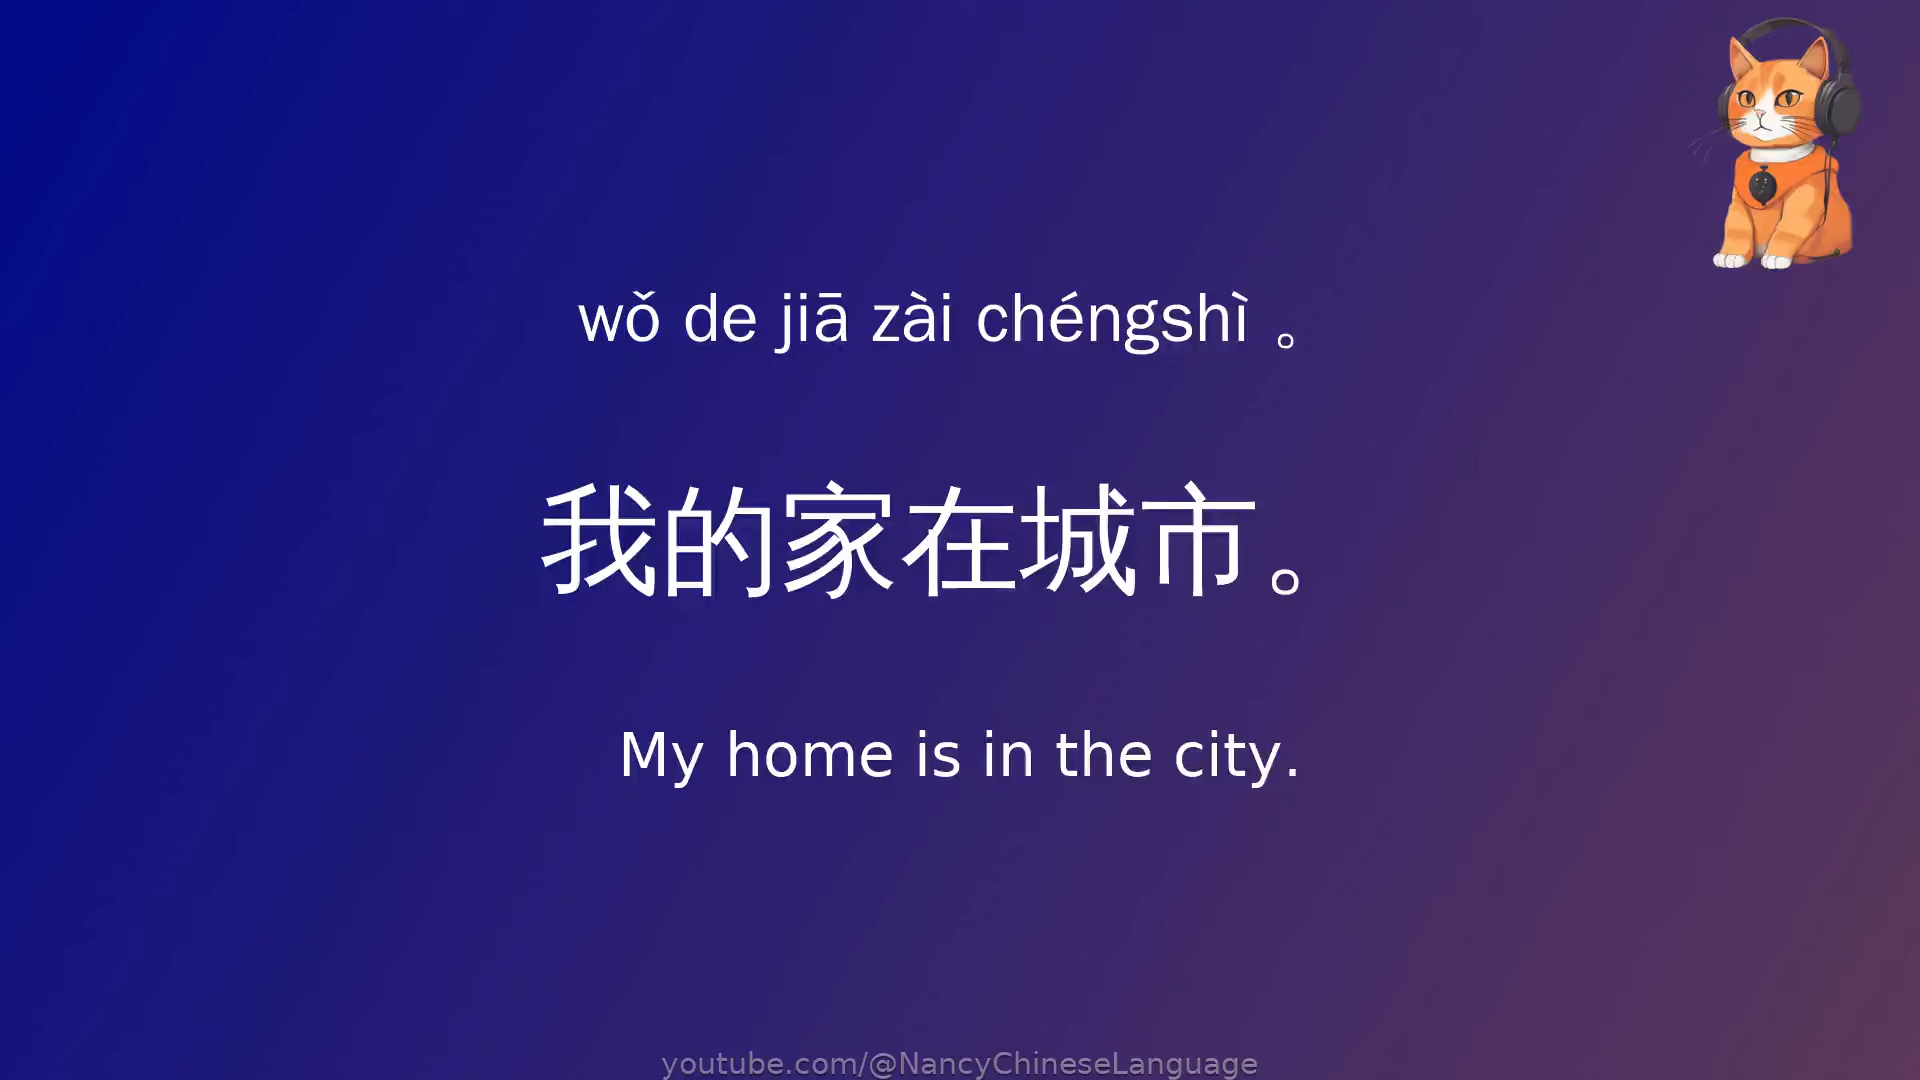 wǒ de jiā zài chéngshì 。
我的家在城市。
My home is in the city.
youtube.com/@NancyChineseLanguage